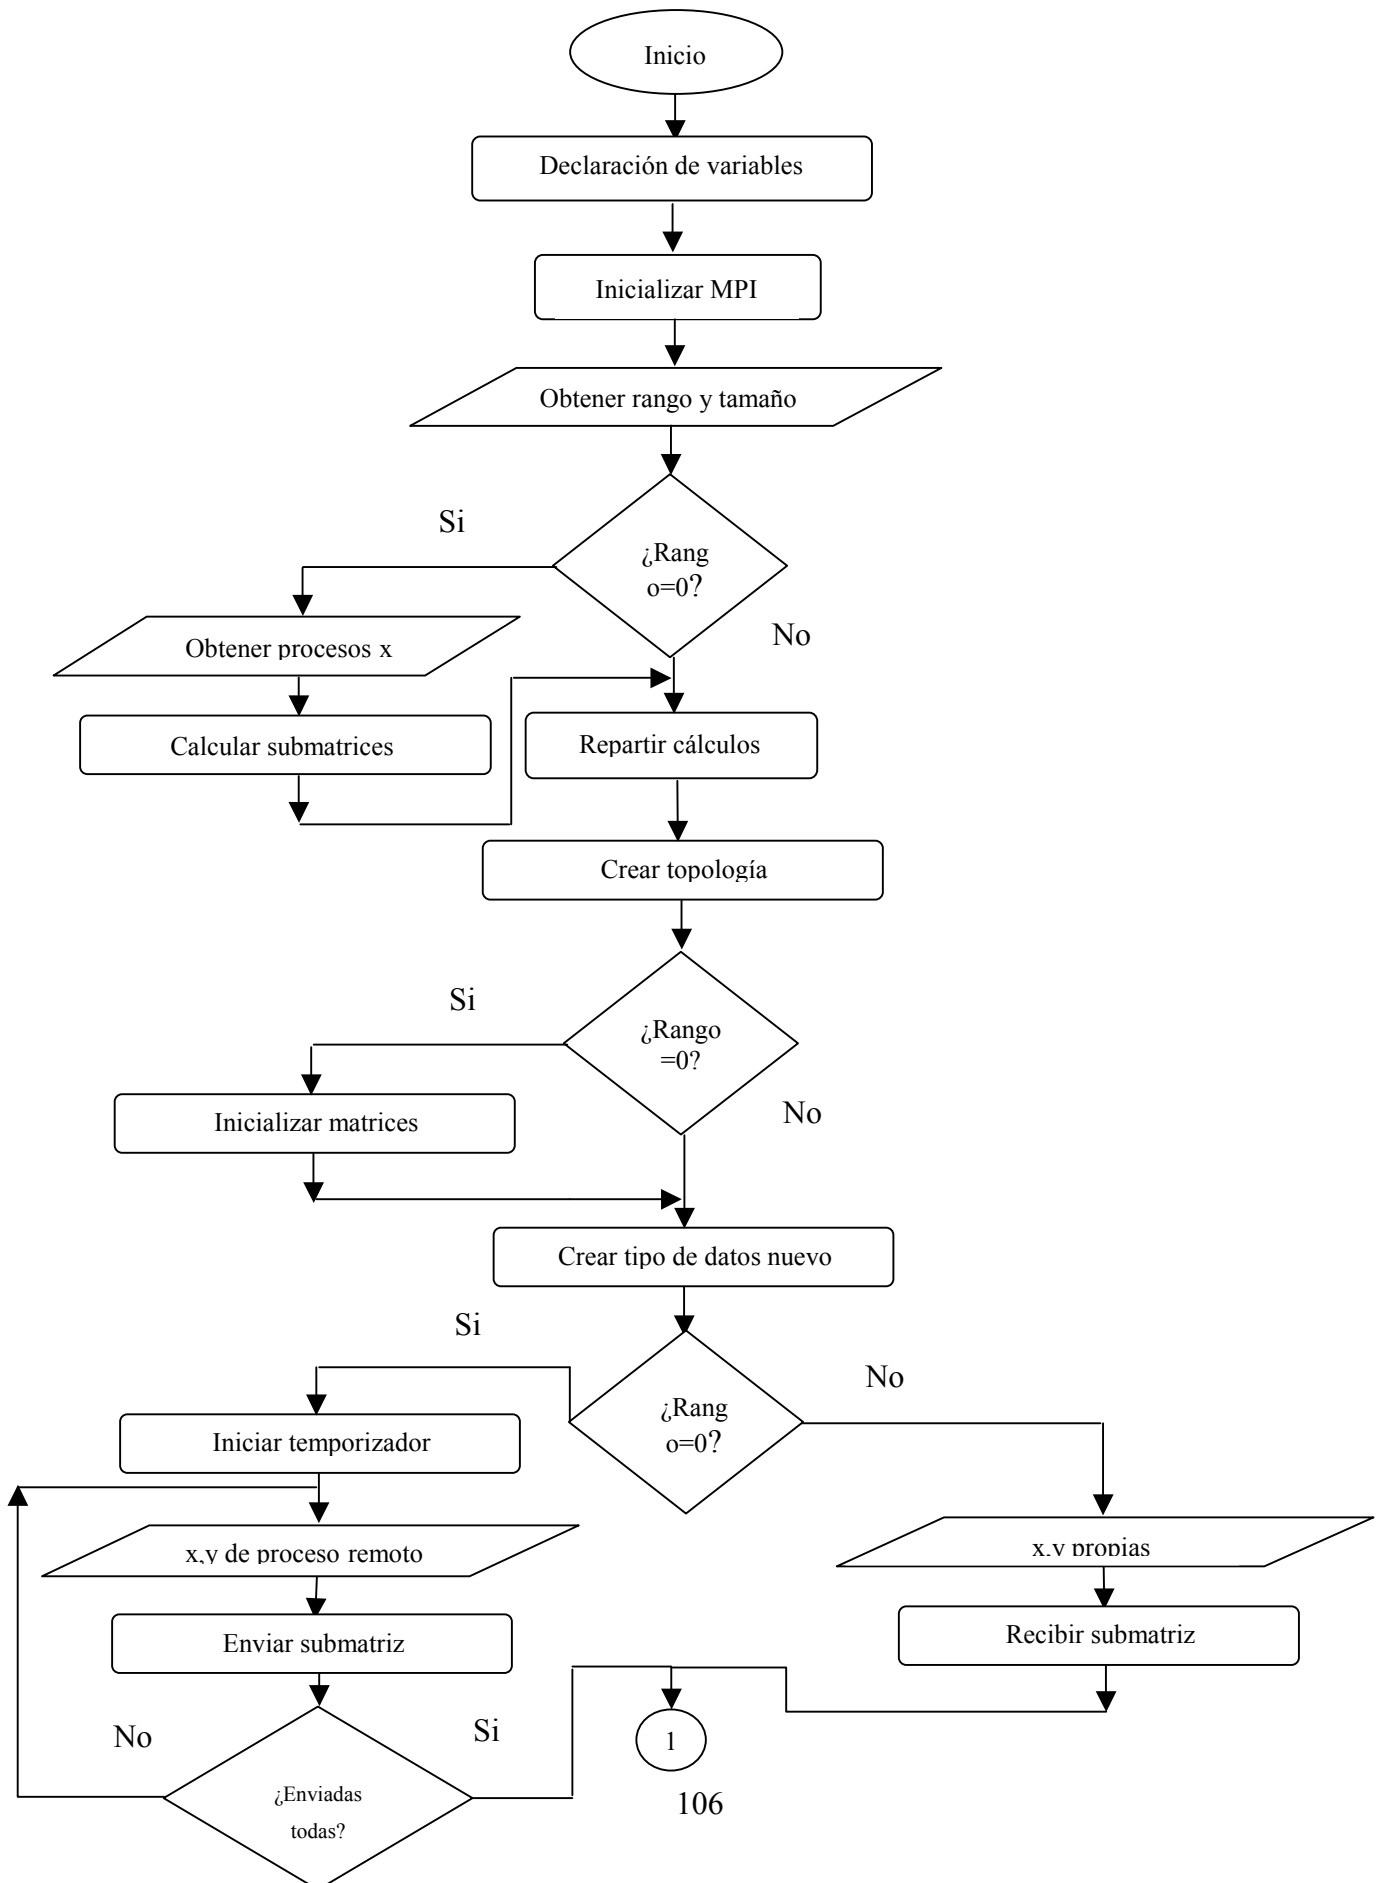 Inicio
Declaración de variables
Inicializar MPI
Obtener rango y tamaño
Si
¿Rang
o=0?
No
Obtener procesos x
Calcular submatrices
Repartir cálculos
Crear topología
Si
¿Rango
=0?
No
Inicializar matrices
Crear tipo de datos nuevo
Si
No
¿Rang
o=0?
Iniciar temporizador
x,y de proceso remoto
x,y propias
Enviar submatriz
Recibir submatriz
No
Si
1
¿Enviadas
todas?
106